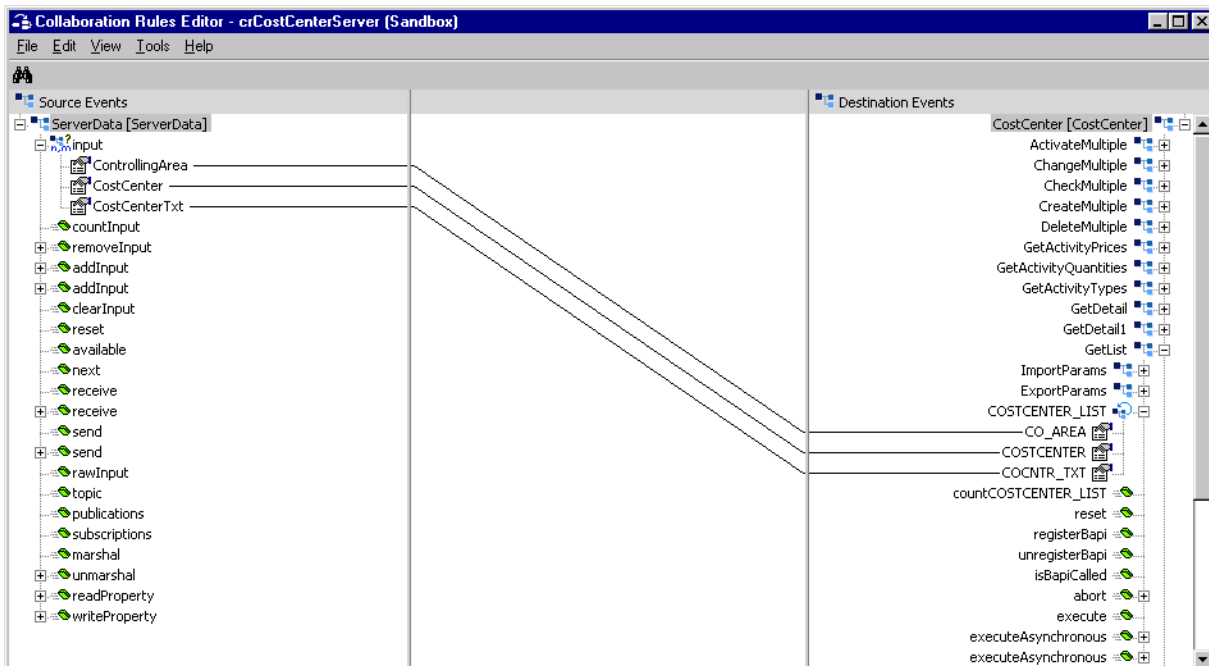 Collaboration Rules Editor - crCostCenterServer (Sandbox)
File Edit View Tools Help
Source Events
ServerData [ServerData]
n,m ? input
ControllingArea
CostCenter
CostCenterTxt
countInput
removeInput
addInput
addInput
clearInput
reset
available
next
receive
receive
send
send
rawInput
topic
publications
subscriptions
marshal
unmarshal
readProperty
writeProperty
Destination Events
CostCenter [CostCenter]
ActivateMultiple
ChangeMultiple
CheckMultiple
CreateMultiple
DeleteMultiple
GetActivityPrices
GetActivityQuantities
GetActivityTypes
GetDetail
GetDetail1
GetList
ImportParams
ExportParams
COSTCENTER_LIST
CO_AREA
COSTCENTER
COCNTR_TXT
countCOSTCENTER_LIST
reset
registerBapi
unregisterBapi
isBapiCalled
abort
execute
executeAsynchronous
executeAsynchronous